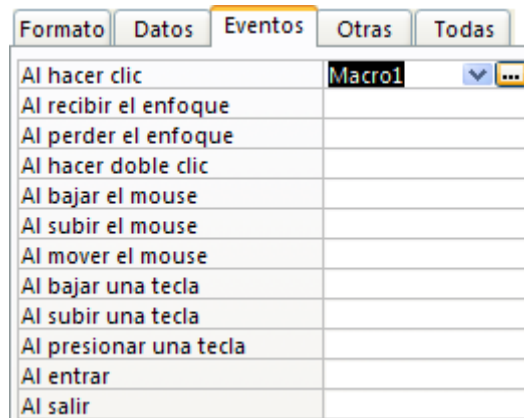 Formato Datos Eventos Otras Todas
Al hacer clic Macro1 ...
Al recibir el enfoque
Al perder el enfoque
Al hacer doble clic
Al bajar el mouse
Al subir el mouse
Al mover el mouse
Al bajar una tecla
Al subir una tecla
Al presionar una tecla
Al entrar
Al salir